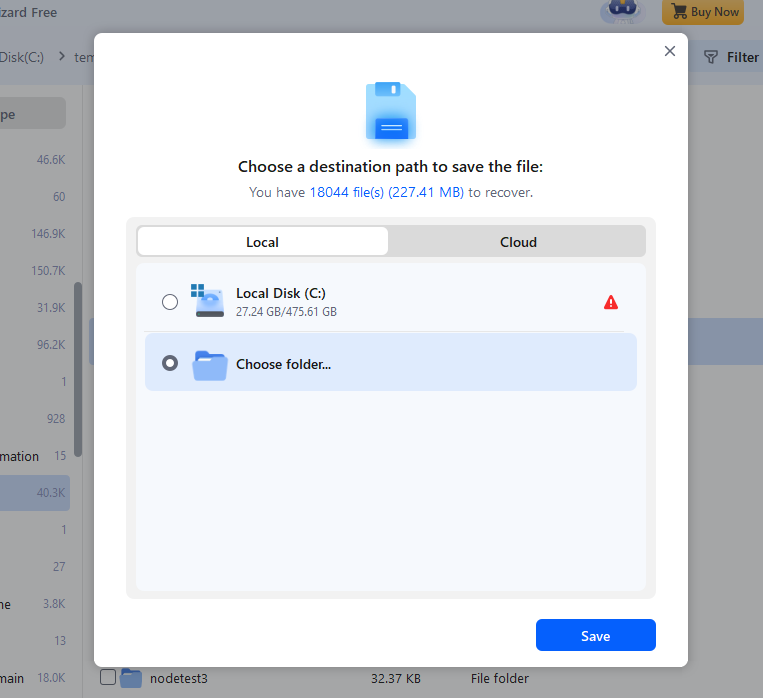 izard Free
Buy Now
Disk(C:) > tem
Filter
pe
46.6K
60
146.9K
150.7K
31.9K
96.2K
1
928
mation 15
40.3K
1
27
ne 3.8K
13
main 18.0K
Choose a destination path to save the file:
You have 18044 file(s) (227.41 MB) to recover.
Local Cloud
Local Disk (C:)
27.24 GB/475.61 GB
Choose folder...
Save
nodetest3 32.37 KB File folder